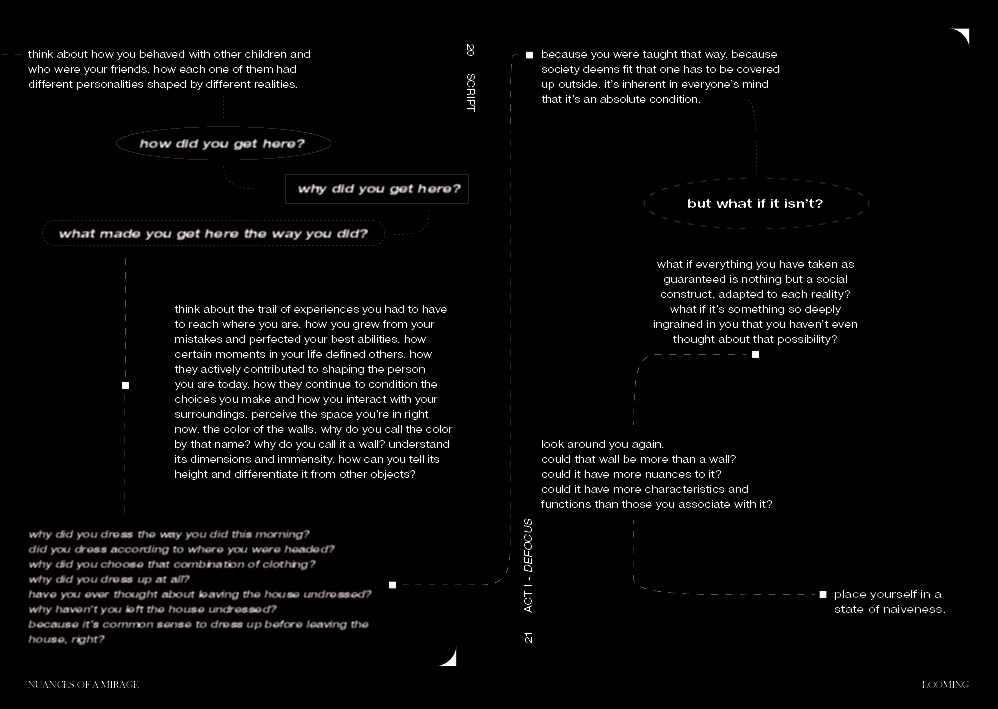 think about how you behaved with other children and
who were your friends. how each one of them had
different personalities shaped by different realities.
how did you get here?
why did you get here?
what made you get here the way you did?
think about the trail of experiences you had to have
to reach where you are. how you grew from your
mistakes and perfected your best abilities. how
certain moments in your life defined others. how
they actively contributed to shaping the person
you are today. how they continue to condition the
choices you make and how you interact with your
surroundings. perceive the space you're in right
now. the color of the walls. why do you call the color
by that name? why do you call it a wall? understand
its dimensions and immensity. how can you tell its
height and differentiate it from other objects?
why did you dress the way you did this morning?
did you dress according to where you were headed?
why did you choose that combination of clothing?
why did you dress up at all?
have you ever thought about leaving the house undressed?
why haven't you left the house undressed?
because it's common sense to dress up before leaving the
house, right?
NUANCES OF A MIRAGE
20 SCRIPT
because you were taught that way. because
society deems fit that one has to be covered
up outside. it's inherent in everyone's mind
that it's an absolute condition.
but what if it isn't?
what if everything you have taken as
guaranteed is nothing but a social
construct, adapted to each reality?
what if it's something so deeply
ingrained in you that you haven't even
thought about that possibility?
look around you again.
could that wall be more than a wall?
could it have more nuances to it?
could it have more characteristics and
functions than those you associate with it?
place yourself in a
state of naiveness.
21 ACT I - DEFOCUS
LOOMING